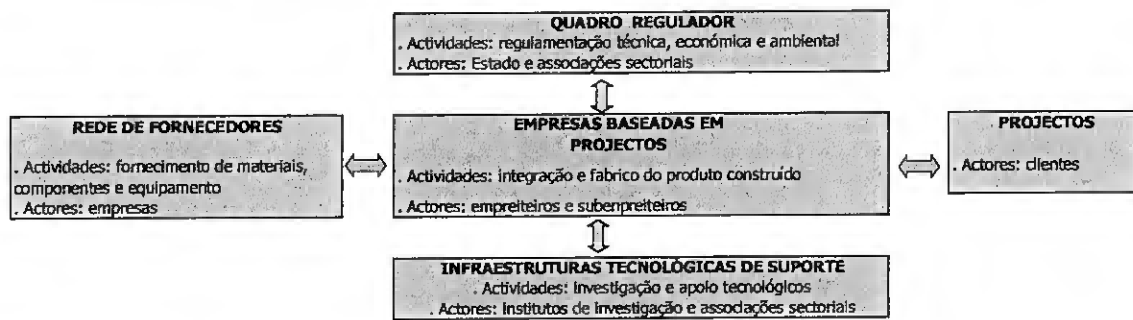 QUADRO REGULADOR
. Actividades: regulamentação técnica, económica e ambiental
. Actores: Estado e associações sectoriais
REDE DE FORNECEDORES
. Actividades: fornecimento de materiais,
componentes e equipamento
. Actores: empresas
EMPRESAS BASEADAS EM
PROJECTOS
. Actividades: integração e fabrico do produto construído
. Actores: empreiteiros e subenpreiteiros
PROJECTOS
. Actores: clientes
INFRAESTRUTURAS TECNOLÓGICAS DE SUPORTE
. Actividades: investigação e apoio tecnológicos
. Actores: institutos de investigação e associações sectoriais